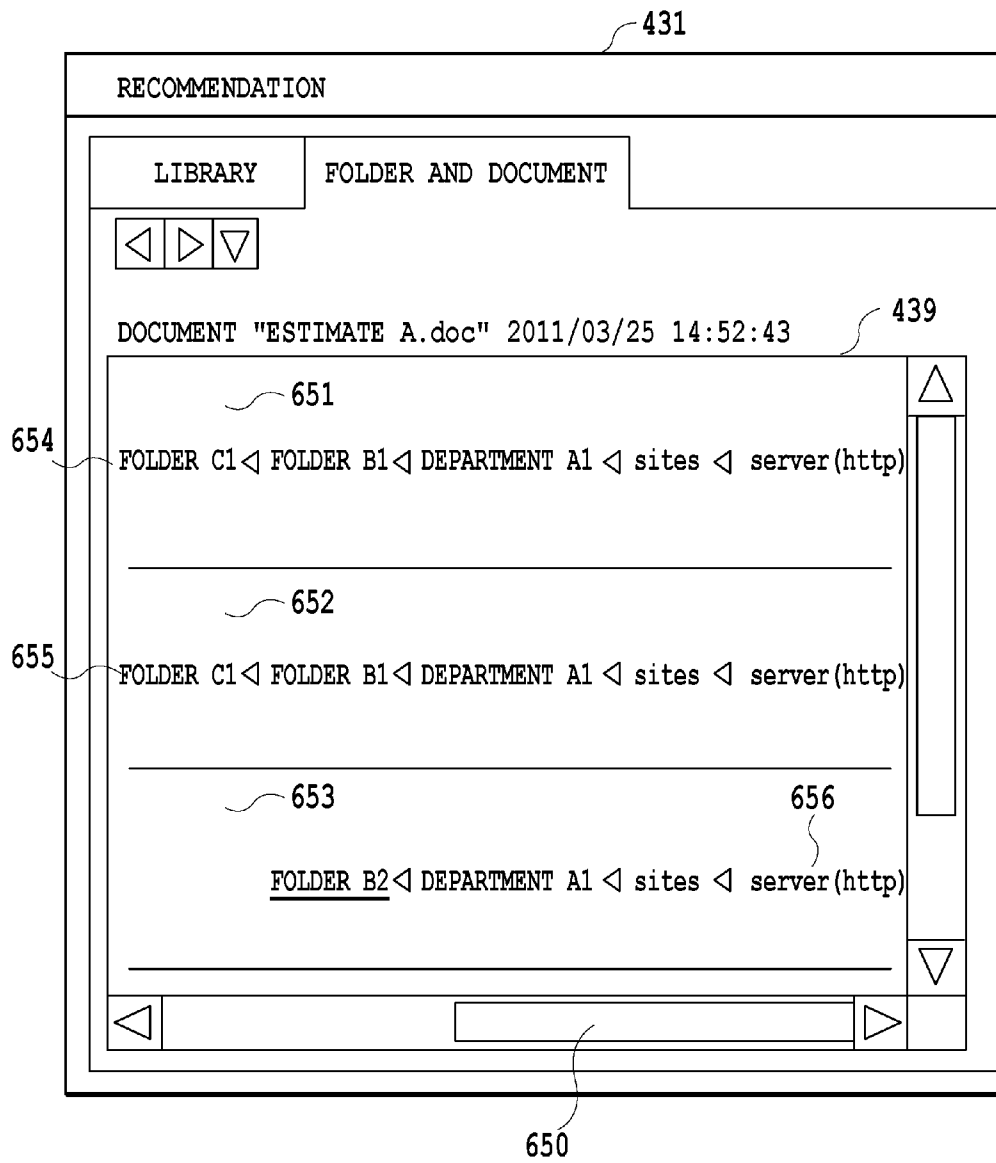 431
RECOMMENDATION
LIBRARY FOLDER AND DOCUMENT
439
DOCUMENT "ESTIMATE A.doc" 2011/03/25 14:52:43
651
654
FOLDER C1 ◁ FOLDER B1 ◁ DEPARTMENT A1 ◁ sites ◁ server(http)
652
655
FOLDER C1 ◁ FOLDER B1 ◁ DEPARTMENT A1 ◁ sites ◁ server(http)
653
656
FOLDER B2 ◁ DEPARTMENT A1 ◁ sites ◁ server(http)
650